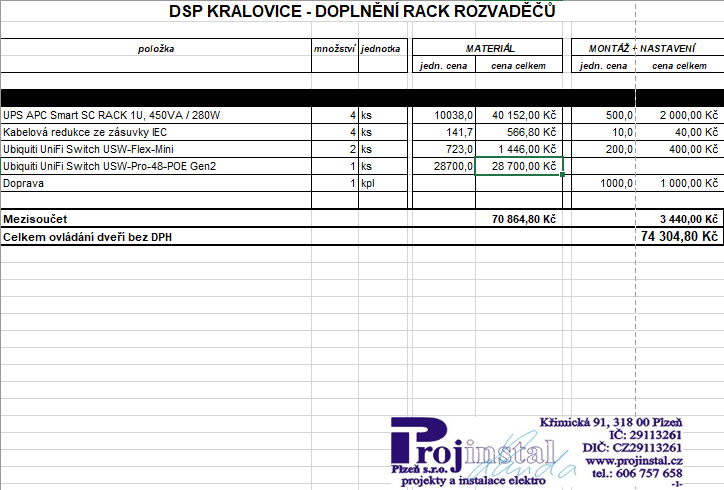 DSP KRALOVICE - DOPLNĚNÍ RACK ROZVADĚČŮ
položka množství jednotka MATERIÁL MONTÁŽ + NASTAVENÍ
jedn. cena cena celkem jedn. cena cena celkem
UPS APC Smart SC RACK 1U, 450VA / 280W 4 ks 10038,0 40 152,00 Kč 500,0 2 000,00 Kč
Kabelová redukce ze zásuvky IEC 4 ks 141,7 566,80 Kč 10,0 40,00 Kč
Ubiquiti UniFi Switch USW-Flex-Mini 2 ks 723,0 1 446,00 Kč 200,0 400,00 Kč
Ubiquiti UniFi Switch USW-Pro-48-POE Gen2 1 ks 28700,0 28 700,00 Kč
Doprava 1 kpl 1000,0 1 000,00 Kč
Mezisoučet 70 864,80 Kč 3 440,00 Kč
Celkem ovládání dveří bez DPH 74 304,80 Kč
Projinstal
Plzeň s.r.o.
projekty a instalace elektro
Křimická 91, 318 00 Plzeň
IČ: 29113261
DIČ: CZ29113261
www.projinstal.cz
tel.: 606 757 658
-1-